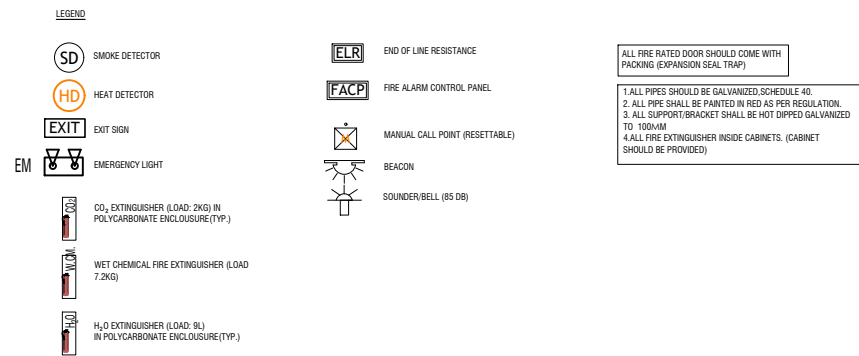 LEGEND
SD SMOKE DETECTOR
HD HEAT DETECTOR
EXIT EXIT SIGN
EM EMERGENCY LIGHT
CO₂ CO₂ EXTINGUISHER (LOAD: 2KG) IN
POLYCARBONATE ENCLOUSURE(TYP.)
W.CM. WET CHEMICAL FIRE EXTINGUISHER (LOAD
7.2KG)
H₂O H₂O EXTINGUISHER (LOAD: 9L)
IN POLYCARBONATE ENCLOUSURE(TYP.)
ELR END OF LINE RESISTANCE
FACP FIRE ALARM CONTROL PANEL
M MANUAL CALL POINT (RESETTABLE)
BEACON
SOUNDER/BELL (85 DB)
ALL FIRE RATED DOOR SHOULD COME WITH
PACKING (EXPANSION SEAL TRAP)
1.ALL PIPES SHOULD BE GALVANIZED,SCHEDULE 40.
2. ALL PIPE SHALL BE PAINTED IN RED AS PER REGULATION.
3. ALL SUPPORT/BRACKET SHALL BE HOT DIPPED GALVANIZED
TO 100MM
4.ALL FIRE EXTINGUISHER INSIDE CABINETS. (CABINET
SHOULD BE PROVIDED)